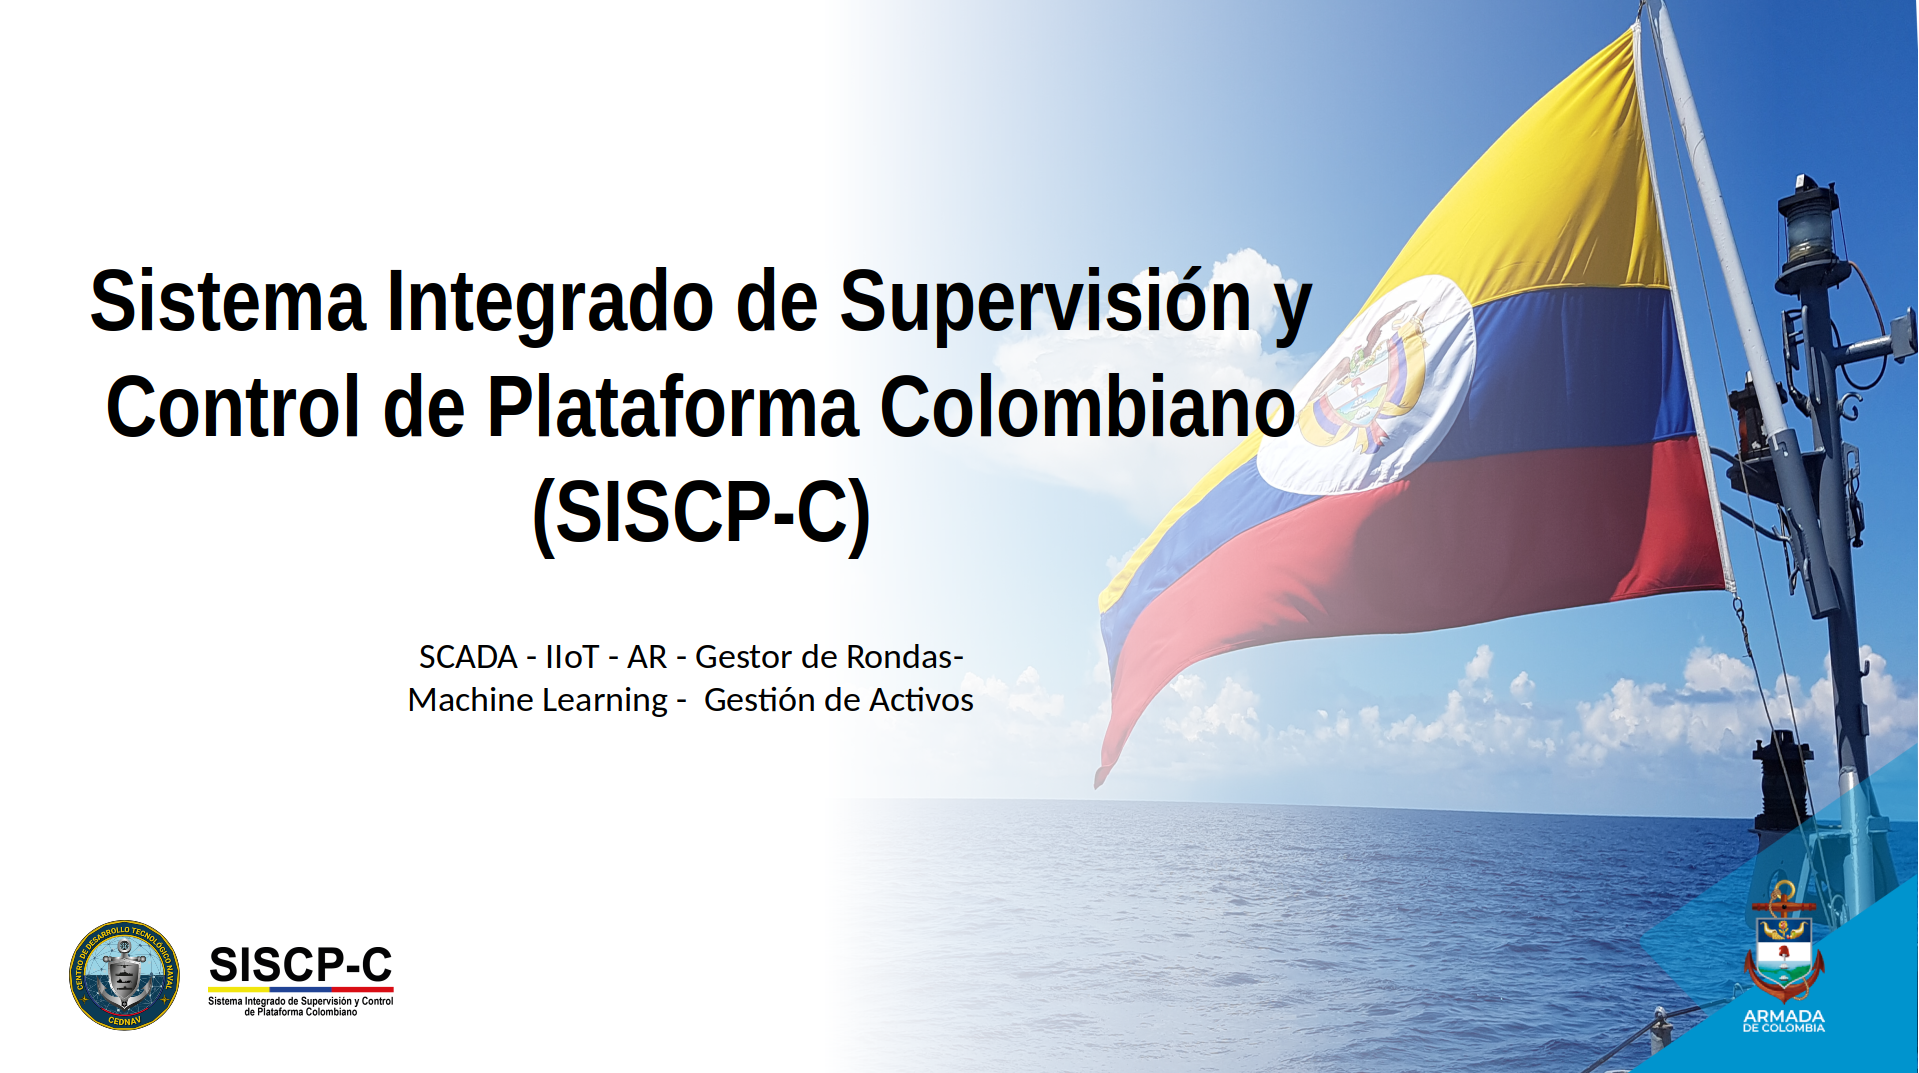 Sistema Integrado de Supervisión y
Control de Plataforma Colombiano
(SISCP-C)
SCADA - IIoT - AR - Gestor de Rondas-
Machine Learning -  Gestión de Activos
CENTRO DE DESARROLLO TECNOLÓGICO NAVAL
CEDNAV
SISCP-C
Sistema Integrado de Supervisión y Control
de Plataforma Colombiano
ARMADA
DE COLOMBIA